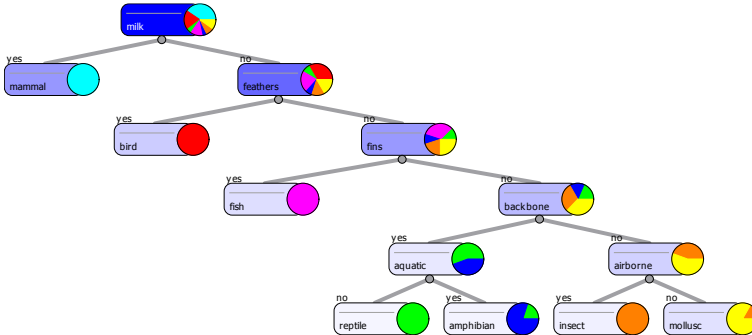 milk
yes
no
mammal
feathers
yes
no
bird
fins
yes
no
fish
backbone
yes
no
aquatic
airborne
no
yes
yes
no
reptile
amphibian
insect
mollusc